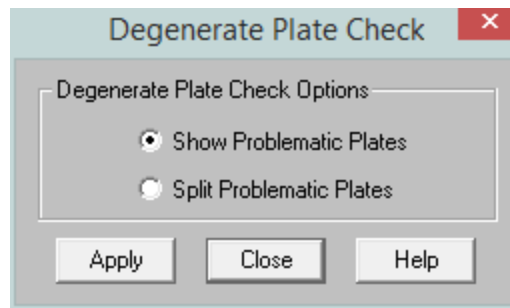 Degenerate Plate Check
Degenerate Plate Check Options
Show Problematic Plates
Split Problematic Plates
Apply Close Help